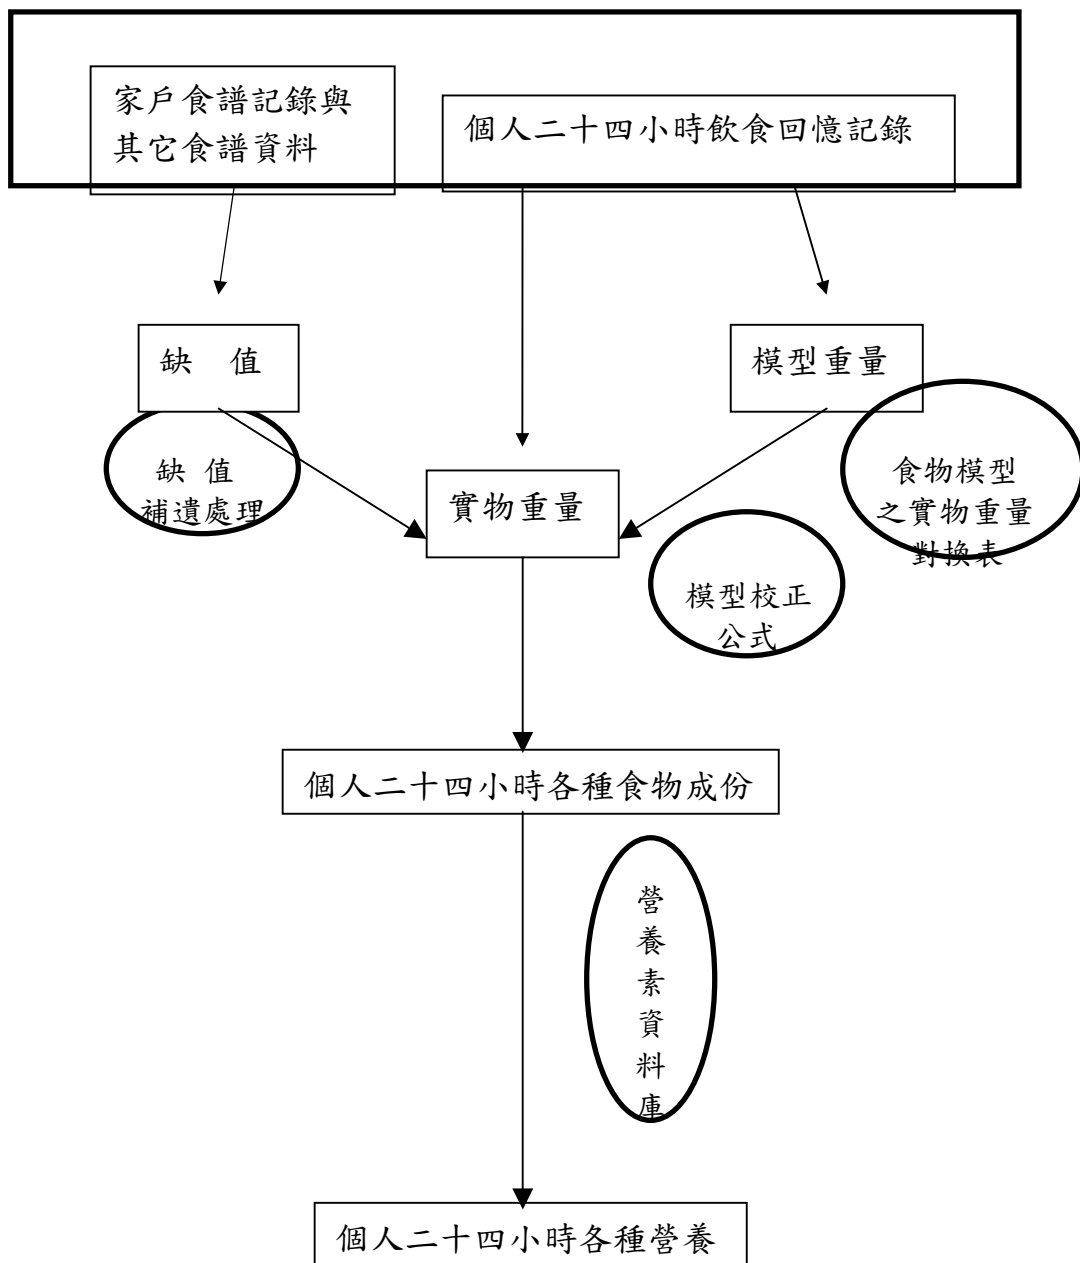 家戶食譜記錄與
其它食譜資料
個人二十四小時飲食回憶記錄
缺 值
模型重量
缺 值
補遺處理
實物重量
食物模型
之實物重量
對換表
模型校正
公式
個人二十四小時各種食物成份
營
養
素
資
料
庫
個人二十四小時各種營養